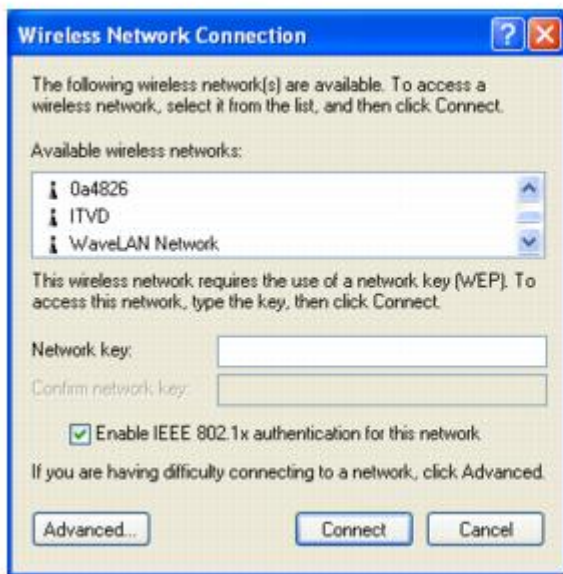 Wireless Network Connection
The following wireless network(s) are available. To access a
wireless network, select it from the list, and then click Connect.
Available wireless networks:
0a4826
ITVD
WaveLAN Network
This wireless network requires the use of a network key (WEP). To
access this network, type the key, then click Connect.
Network key:
Confirm network key:
Enable IEEE 802.1x authentication for this network
If you are having difficulty connecting to a network, click Advanced.
Advanced... Connect Cancel